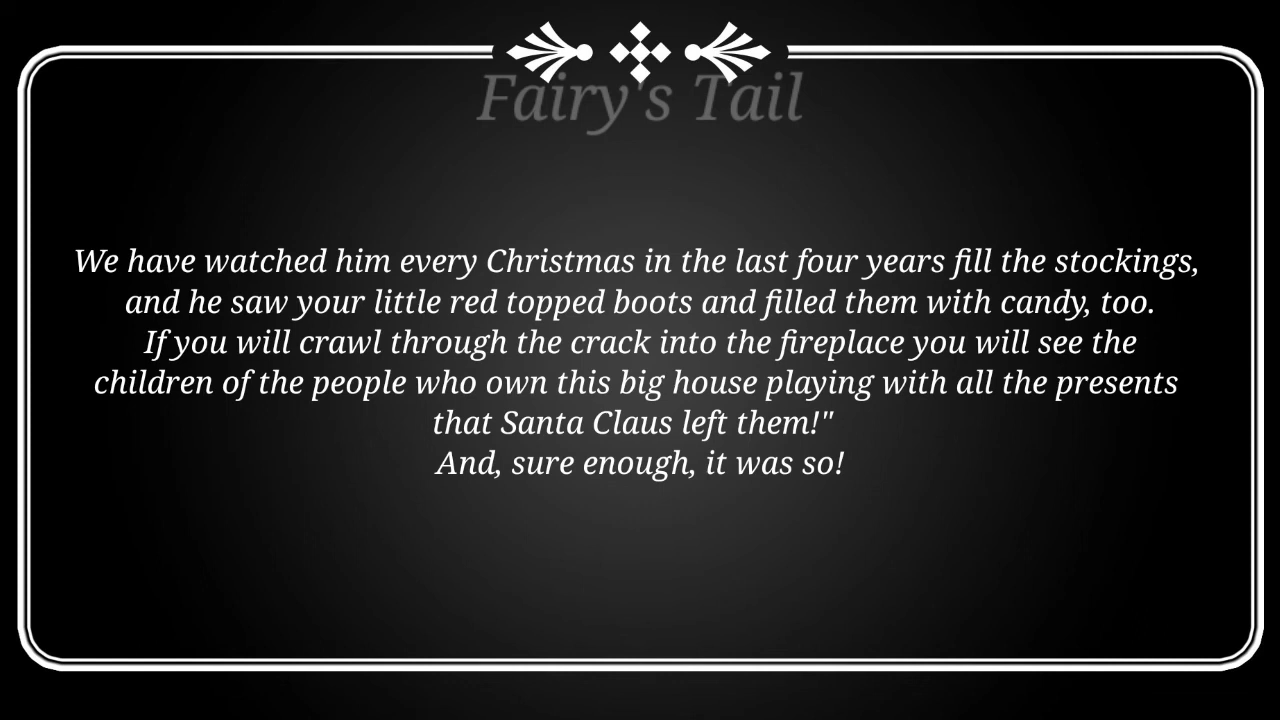 Fairy's Tail
We have watched him every Christmas in the last four years fill the stockings,
and he saw your little red topped boots and filled them with candy, too.
If you will crawl through the crack into the fireplace you will see the
children of the people who own this big house playing with all the presents
that Santa Claus left them!"
And, sure enough, it was so!